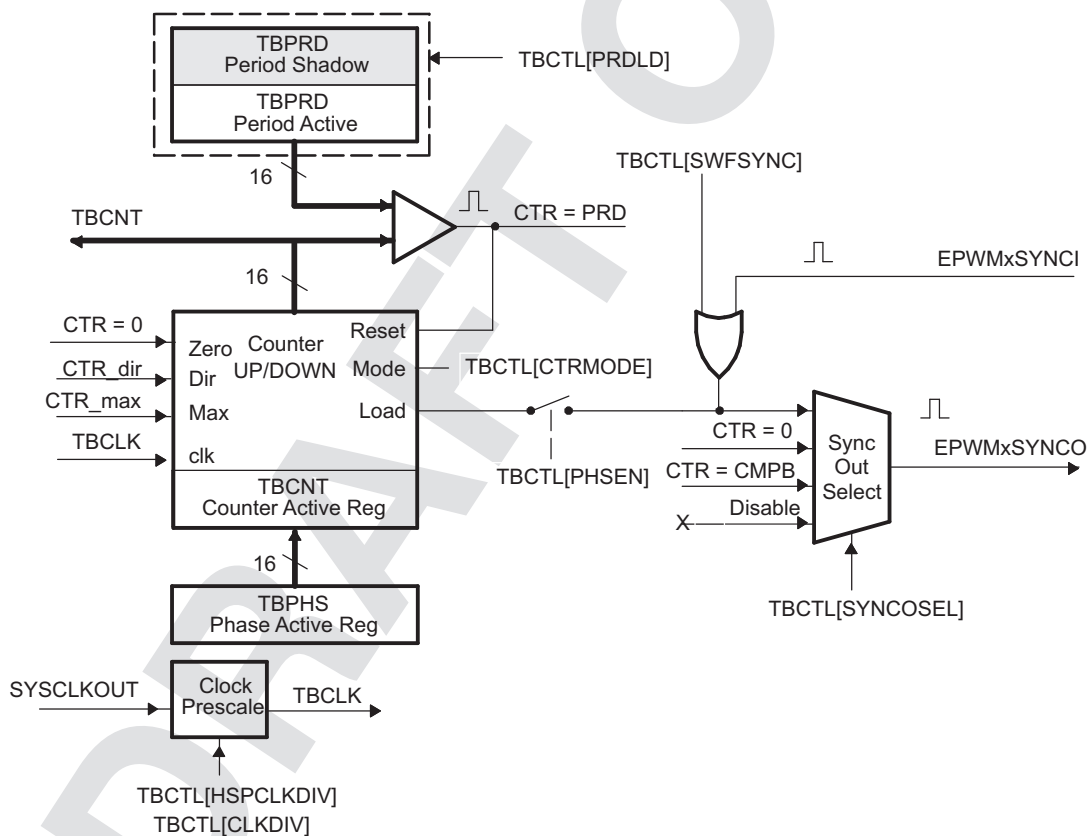 TBPRD
Period Shadow
TBPRD
Period Active
TBCTL[PRDLD]
16
TBCTL[SWFSYNC]
CTR = PRD
TBCNT
EPWMxSYNCI
16
CTR = 0
CTR_dir
CTR_max
TBCLK
Zero
Dir
Max
clk
Counter
UP/DOWN
Reset
Mode
Load
TBCTL[CTRMODE]
TBCNT
Counter Active Reg
TBCTL[PHSEN]
CTR = 0
CTR = CMPB
Disable
X
Sync
Out
Select
EPWMxSYNCO
TBCTL[SYNCOSEL]
16
TBPHS
Phase Active Reg
SYSCLKOUT
Clock
Prescale
TBCLK
TBCTL[HSPCLKDIV]
TBCTL[CLKDIV]
DRAFT O